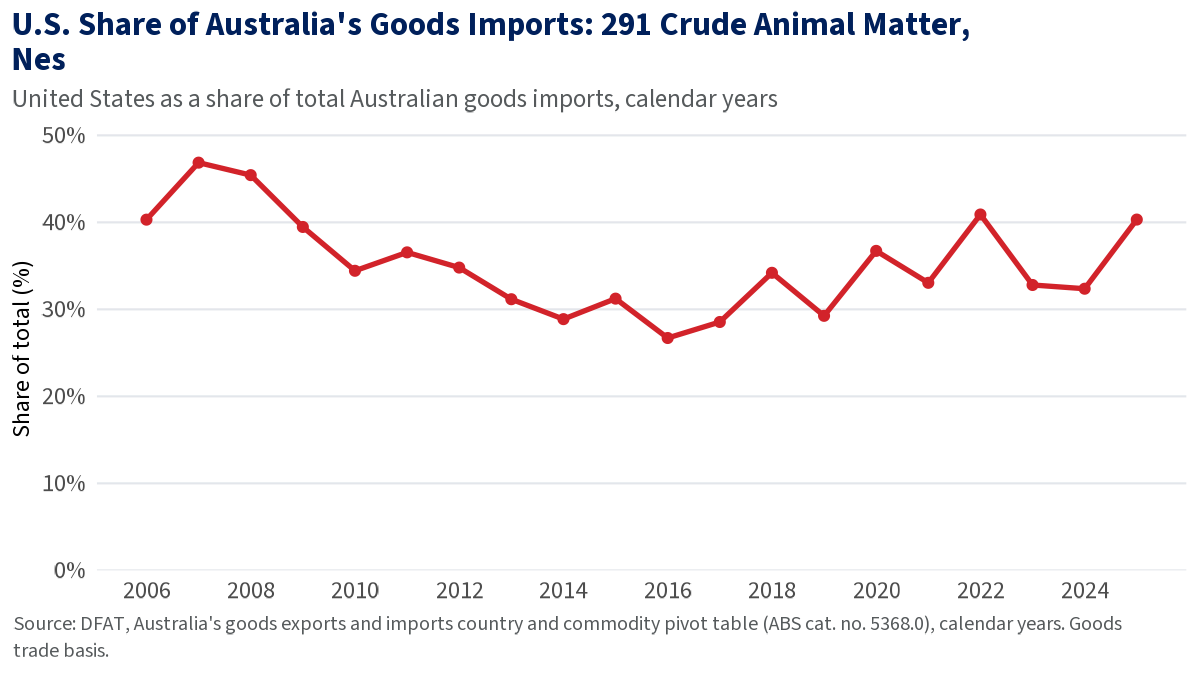 U.S. Share of Australia's Goods Imports: 291 Crude Animal Matter,
Nes
United States as a share of total Australian goods imports, calendar years
50%
40%
30%
20%
10%
0%
Share of total (%)
2006 2008 2010 2012 2014 2016 2018 2020 2022 2024
Source: DFAT, Australia's goods exports and imports country and commodity pivot table (ABS cat. no. 5368.0), calendar years. Goods
trade basis.